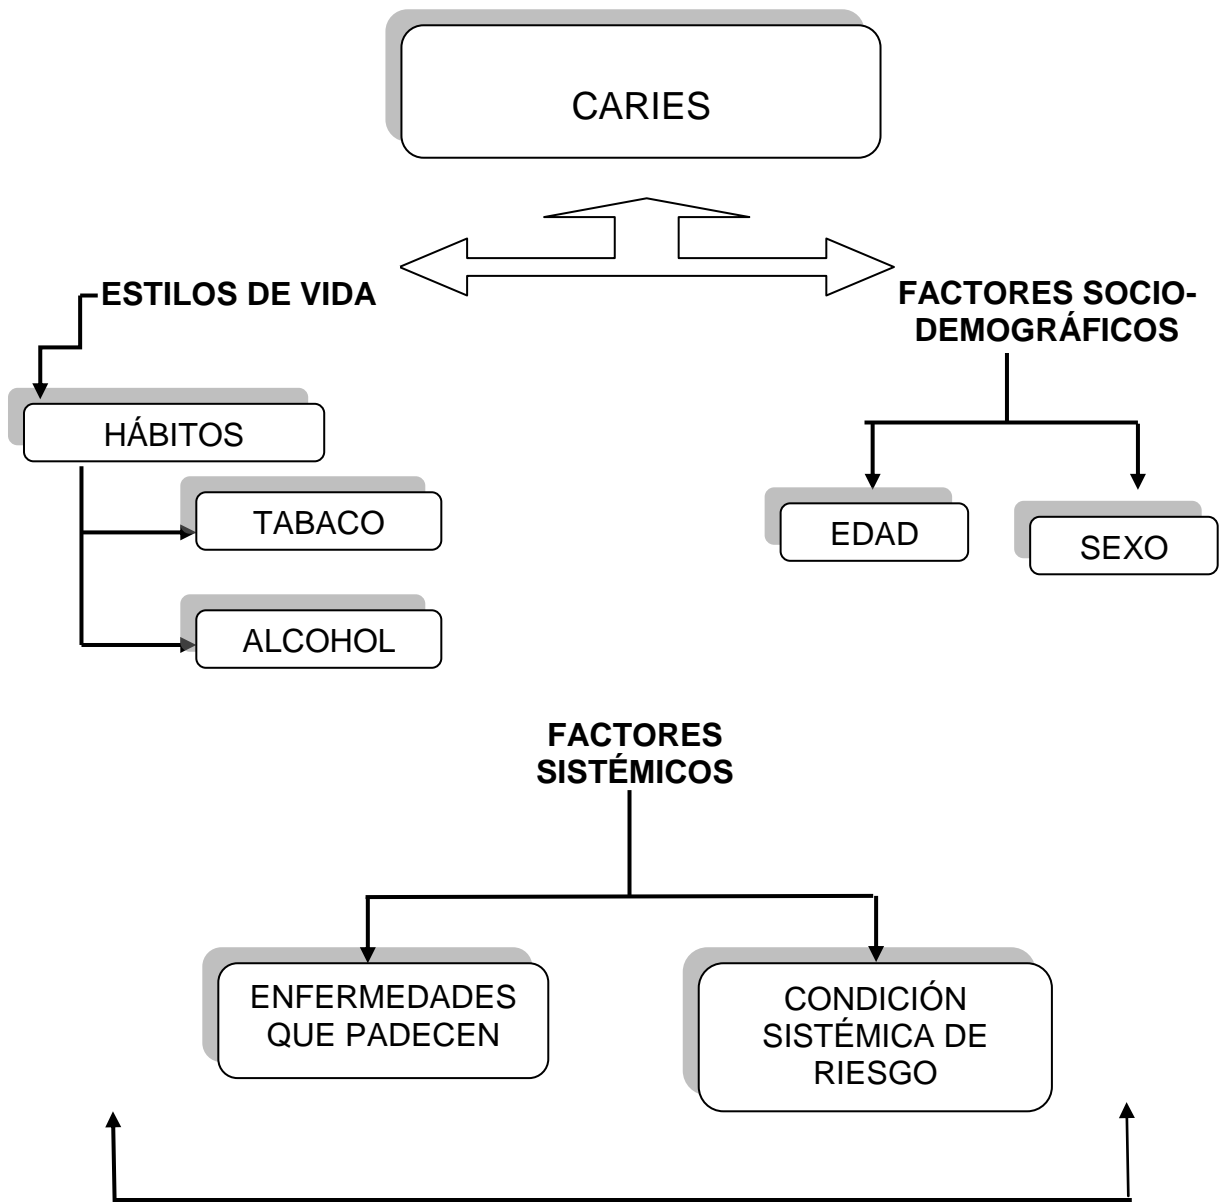 CARIES
ESTILOS DE VIDA
FACTORES SOCIO-
DEMOGRÁFICOS
HÁBITOS
TABACO
ALCOHOL
EDAD
SEXO
FACTORES
SISTÉMICOS
ENFERMEDADES
QUE PADECEN
CONDICIÓN
SISTÉMICA DE
RIESGO